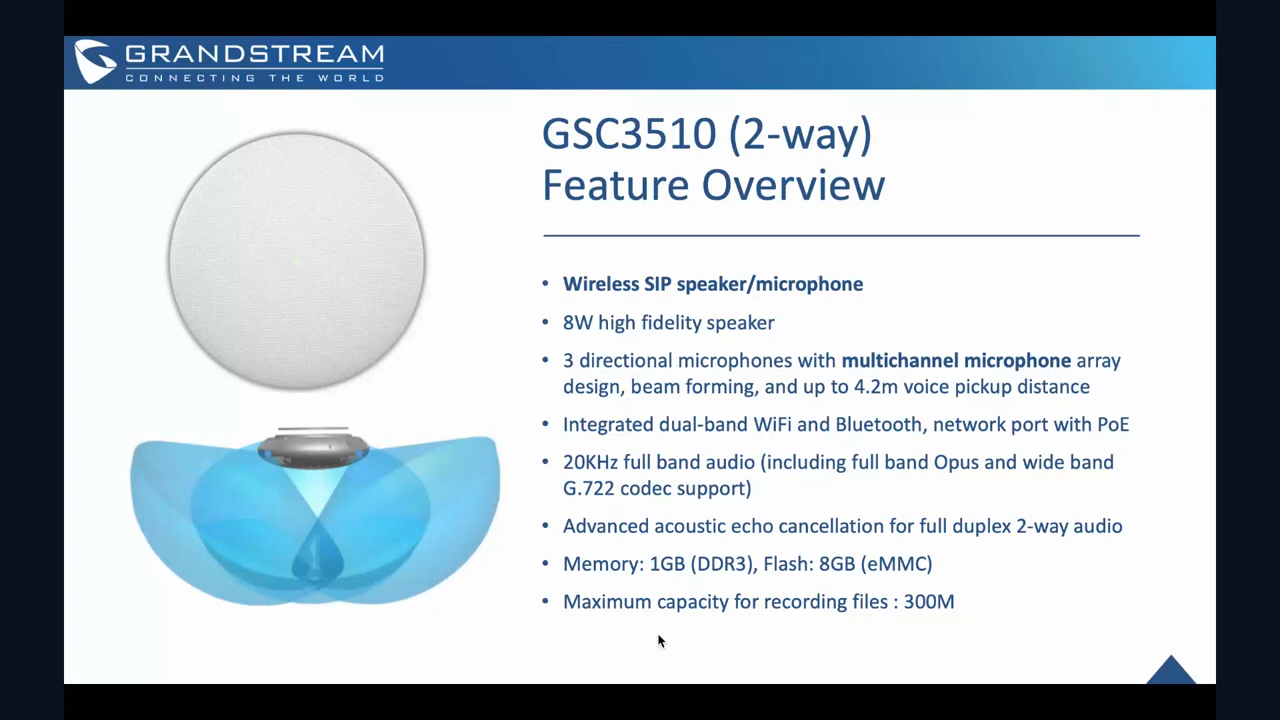 GRANDSTREAM
CONNECTING THE WORLD
GSC3510 (2-way)
Feature Overview
• Wireless SIP speaker/microphone
• 8W high fidelity speaker
• 3 directional microphones with multichannel microphone array
design, beam forming, and up to 4.2m voice pickup distance
• Integrated dual-band WiFi and Bluetooth, network port with PoE
• 20KHz full band audio (including full band Opus and wide band
G.722 codec support)
• Advanced acoustic echo cancellation for full duplex 2-way audio
• Memory: 1GB (DDR3), Flash: 8GB (eMMC)
• Maximum capacity for recording files : 300M